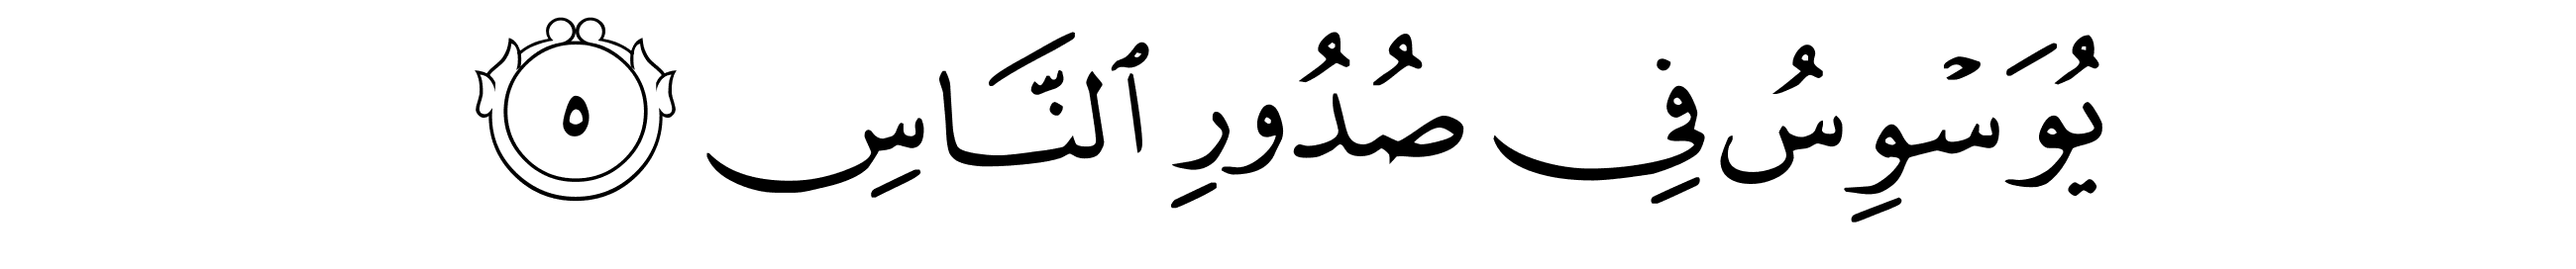 يُوَسۡوِسُ فِي صُدُورِ ٱلنَّاسِ ٥